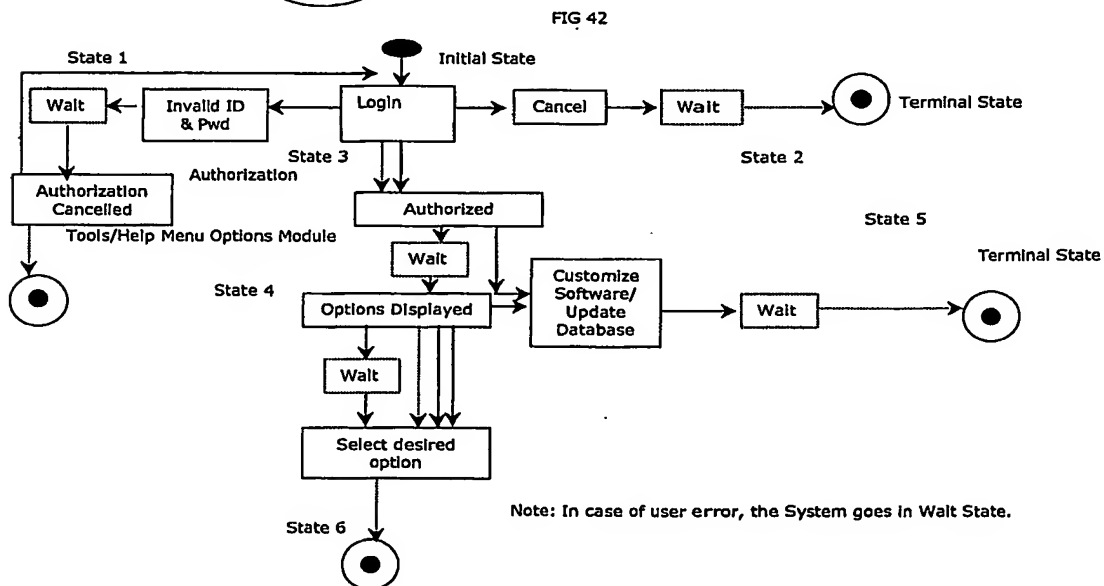 FIG 42
State 1
Initial State
Wait
Invalid ID
& Pwd
Login
Cancel
Wait
Terminal State
State 3
State 2
Authorization
Cancelled
Authorization
Authorized
State 5
Tools/Help Menu Options Module
Wait
Terminal State
State 4
Options Displayed
Customize
Software/
Update
Database
Wait
Wait
Select desired
option
Note: In case of user error, the System goes in Wait State.
State 6